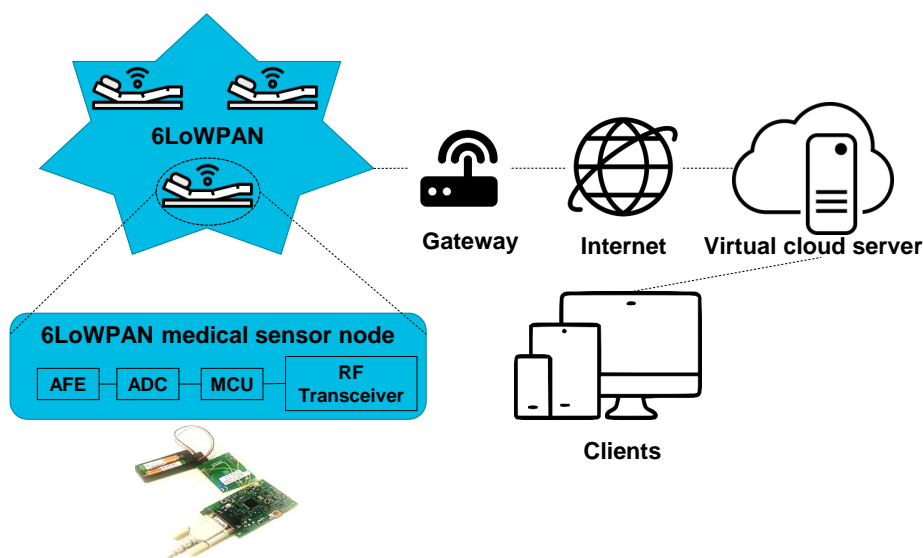 6LoWPAN
Gateway
Internet
Virtual cloud server
6LoWPAN medical sensor node
AFE
ADC
MCU
RF
Transceiver
Clients